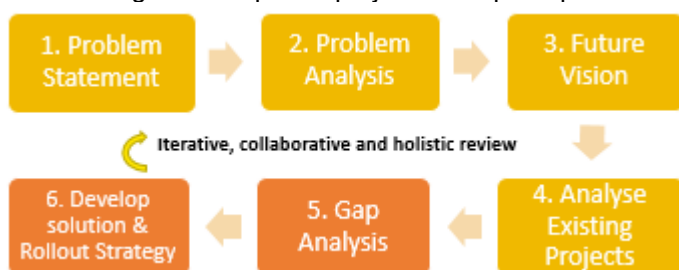 1. Problem
Statement
2. Problem
Analysis
3. Future
Vision
Iterative, collaborative and holistic review
6. Develop
solution &
Rollout Strategy
5. Gap
Analysis
4. Analyse
Existing
Projects